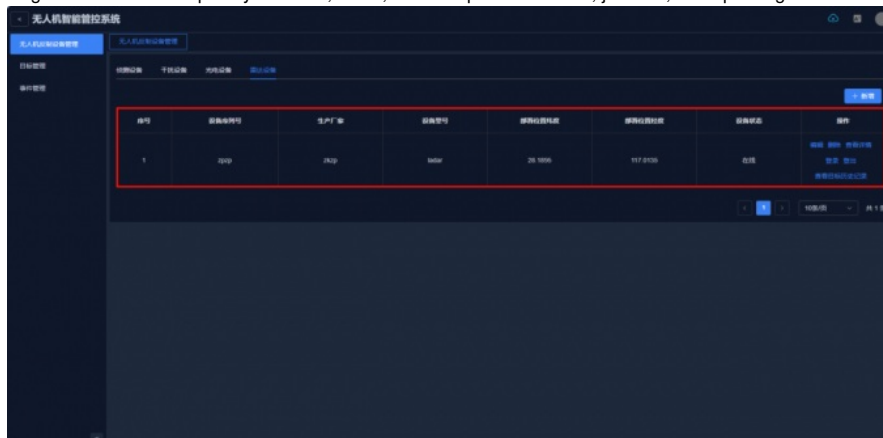 无人机智能管控系统
无人机反制设备管理
无人机反制设备管理
目标管理
事件管理
侦测设备 干扰设备 光电设备 雷达设备
+ 新增
序号 设备序列号 生产厂家 设备型号 部署位置纬度 部署位置经度 设备状态 操作
1 zpzp zkzp ladar 在线
编辑 删除 查看详情
登录 登出
查看目标历史记录
1 10条/页 共 1